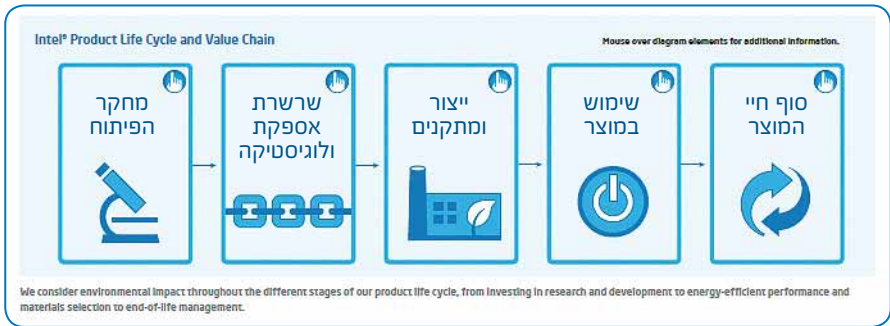 Intel® Product Life Cycle and Value Chain
Mouse over diagram elements for additional information.
מחקר
הפיתוח
שרשרת
אספקת
ולוגיסטיקה
ייצור
ומתקנים
שימוש
במוצר
סוף חיי
המוצר
We consider environmental impact throughout the different stages of our product life cycle, from investing in research and development to energy-efficient performance and
materials selection to end-of-life management.